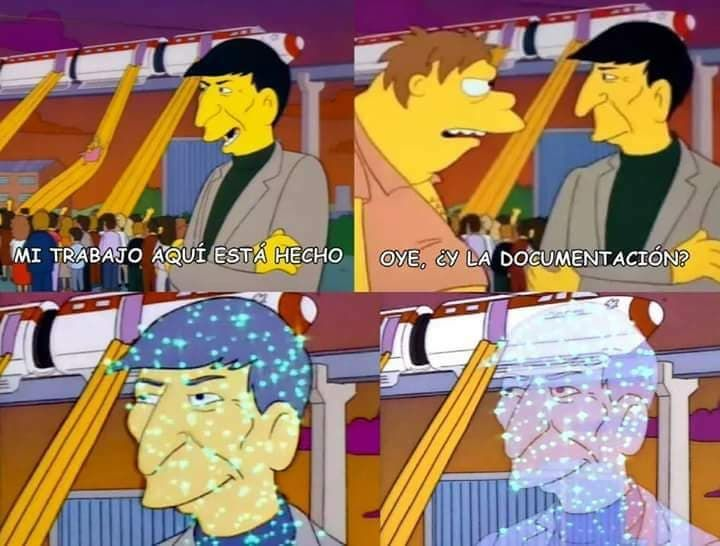 MI TRABAJO AQUÍ ESTÁ HECHO
OYE, ¿Y LA DOCUMENTACIÓN?